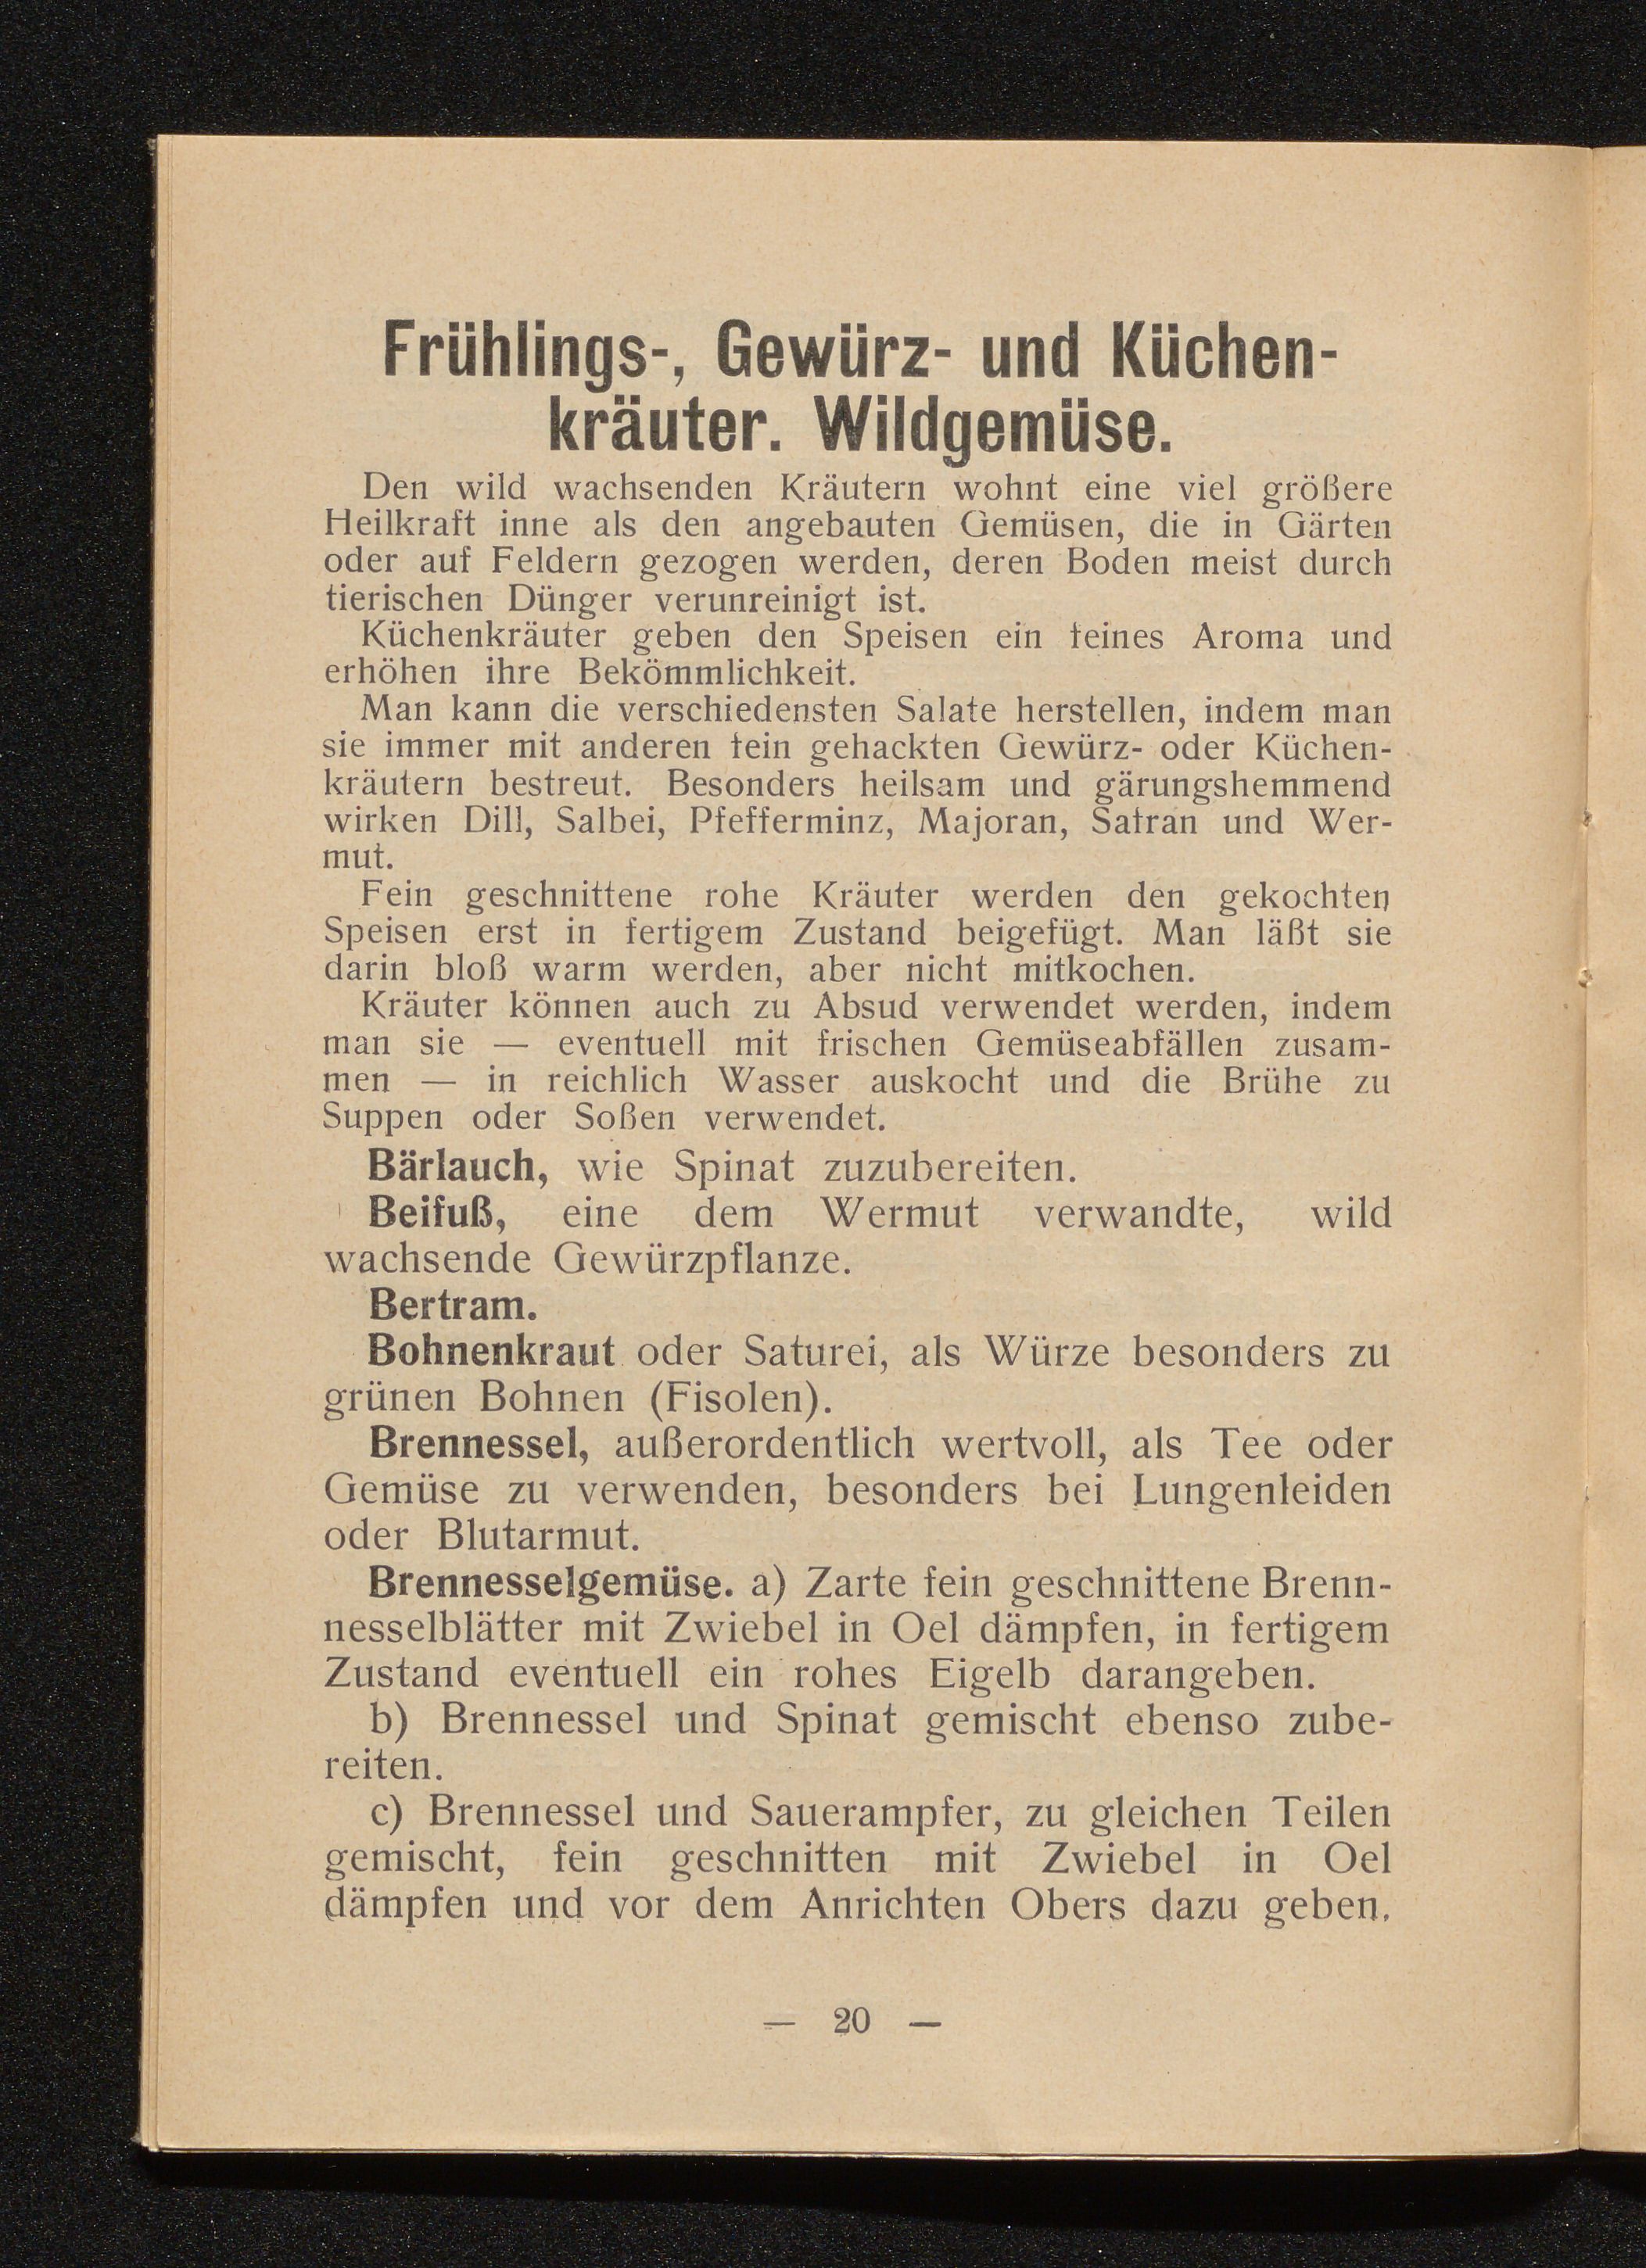 Frühlings-, Gewürz- und Küchen-
kräuter. Wildgemüse.
Den wild wachsenden Kräutern wohnt eine viel größere
Heilkraft inne als den angebauten Gemüsen, die in Gärten
oder auf Feldern gezogen werden, deren Boden meist durch
tierischen Dünger verunreinigt ist.
Küchenkräuter geben den Speisen ein feines Aroma und
erhöhen ihre Bekömmlichkeit.
Man kann die verschiedensten Salate herstellen, indem man
sie immer mit anderen fein gehackten Gewürz- oder Küchen-
kräutern bestreut. Besonders heilsam und gärungshemmend
wirken Dill, Salbei, Pfefferminz, Majoran, Safran und Wer-
mut.
Fein geschnittene rohe Kräuter werden den gekochten
Speisen erst in fertigem Zustand beigefügt. Man läßt sie
darin bloß warm werden, aber nicht mitkochen.
Kräuter können auch zu Absud verwendet werden, indem
man sie — eventuell mit frischen Gemüseabfällen zusam-
men — in reichlich Wasser auskocht und die Brühe zu
Suppen oder Soßen verwendet.
Bärlauch, wie Spinat zuzubereiten.
Beifuß, eine dem Wermut verwandte, wild
wachsende Gewürzpflanze.
Bertram.
Bohnenkraut oder Saturei, als Würze besonders zu
grünen Bohnen (Fisolen).
Brennessel, außerordentlich wertvoll, als Tee oder
Gemüse zu verwenden, besonders bei Lungenleiden
oder Blutarmut.
Brennesselgemüse. a) Zarte fein geschnittene Brenn-
nesselblätter mit Zwiebel in Oel dämpfen, in fertigem
Zustand eventuell ein rohes Eigelb darangeben.
b) Brennessel und Spinat gemischt ebenso zube-
reiten.
c) Brennessel und Sauerampfer, zu gleichen Teilen
gemischt, fein geschnitten mit Zwiebel in Oel
dämpfen und vor dem Anrichten Obers dazu geben.
— 20 —